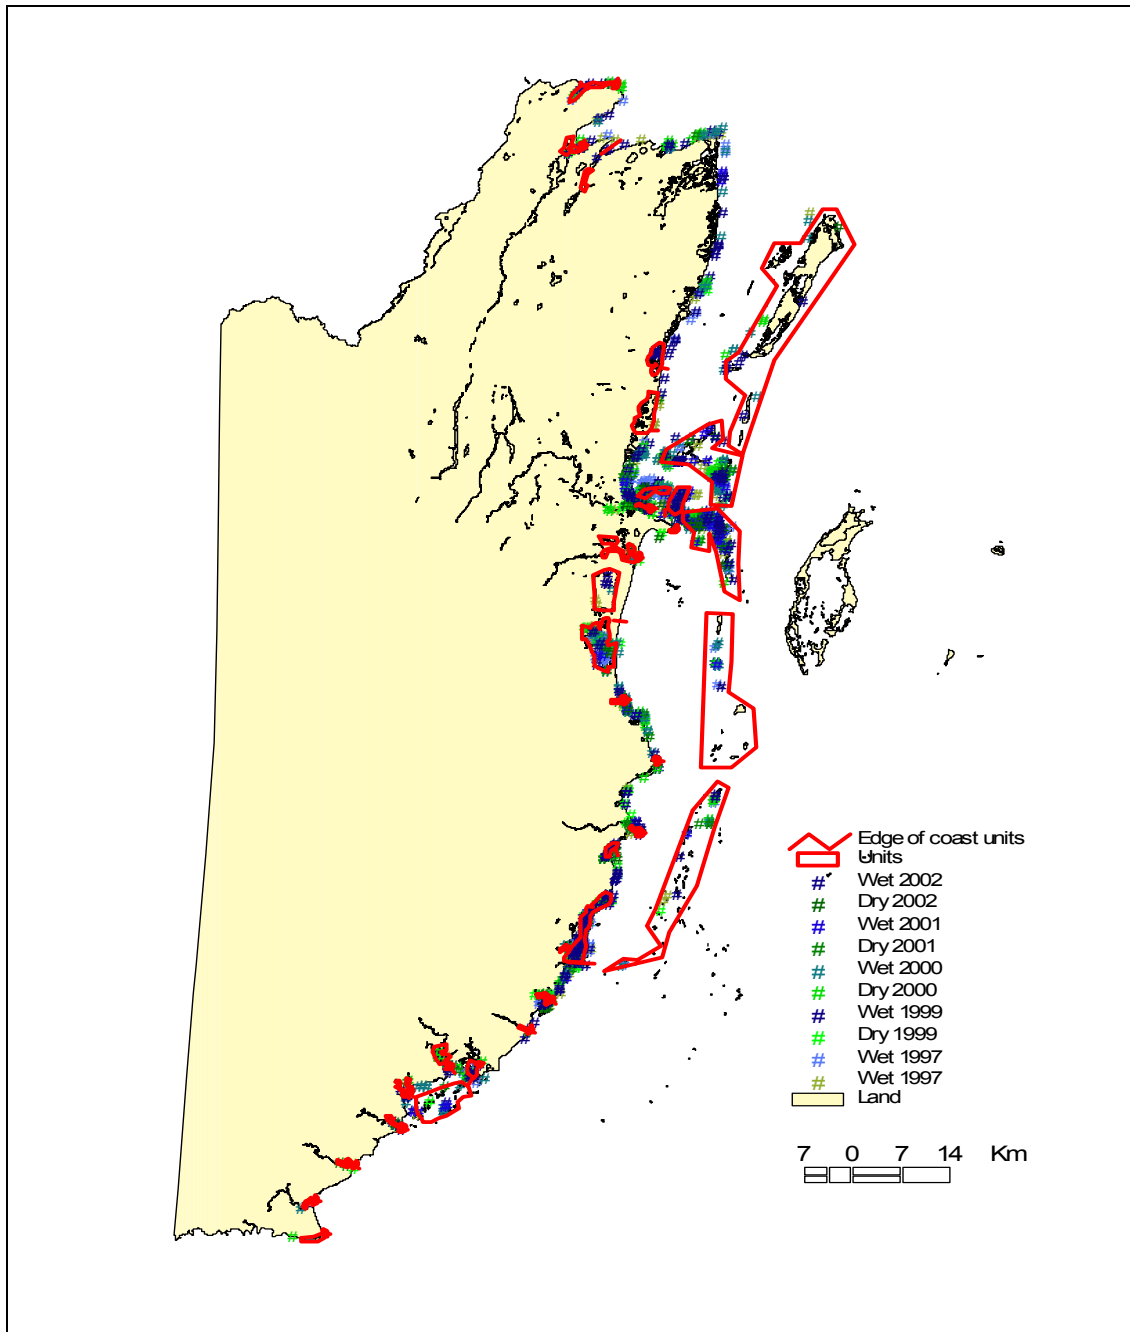 Edge of coast units
Units
# Wet 2002
# Dry 2002
# Wet 2001
# Dry 2001
# Wet 2000
# Dry 2000
# Wet 1999
# Dry 1999
# Wet 1997
# Wet 1997
Land
7 0 7 14 Km